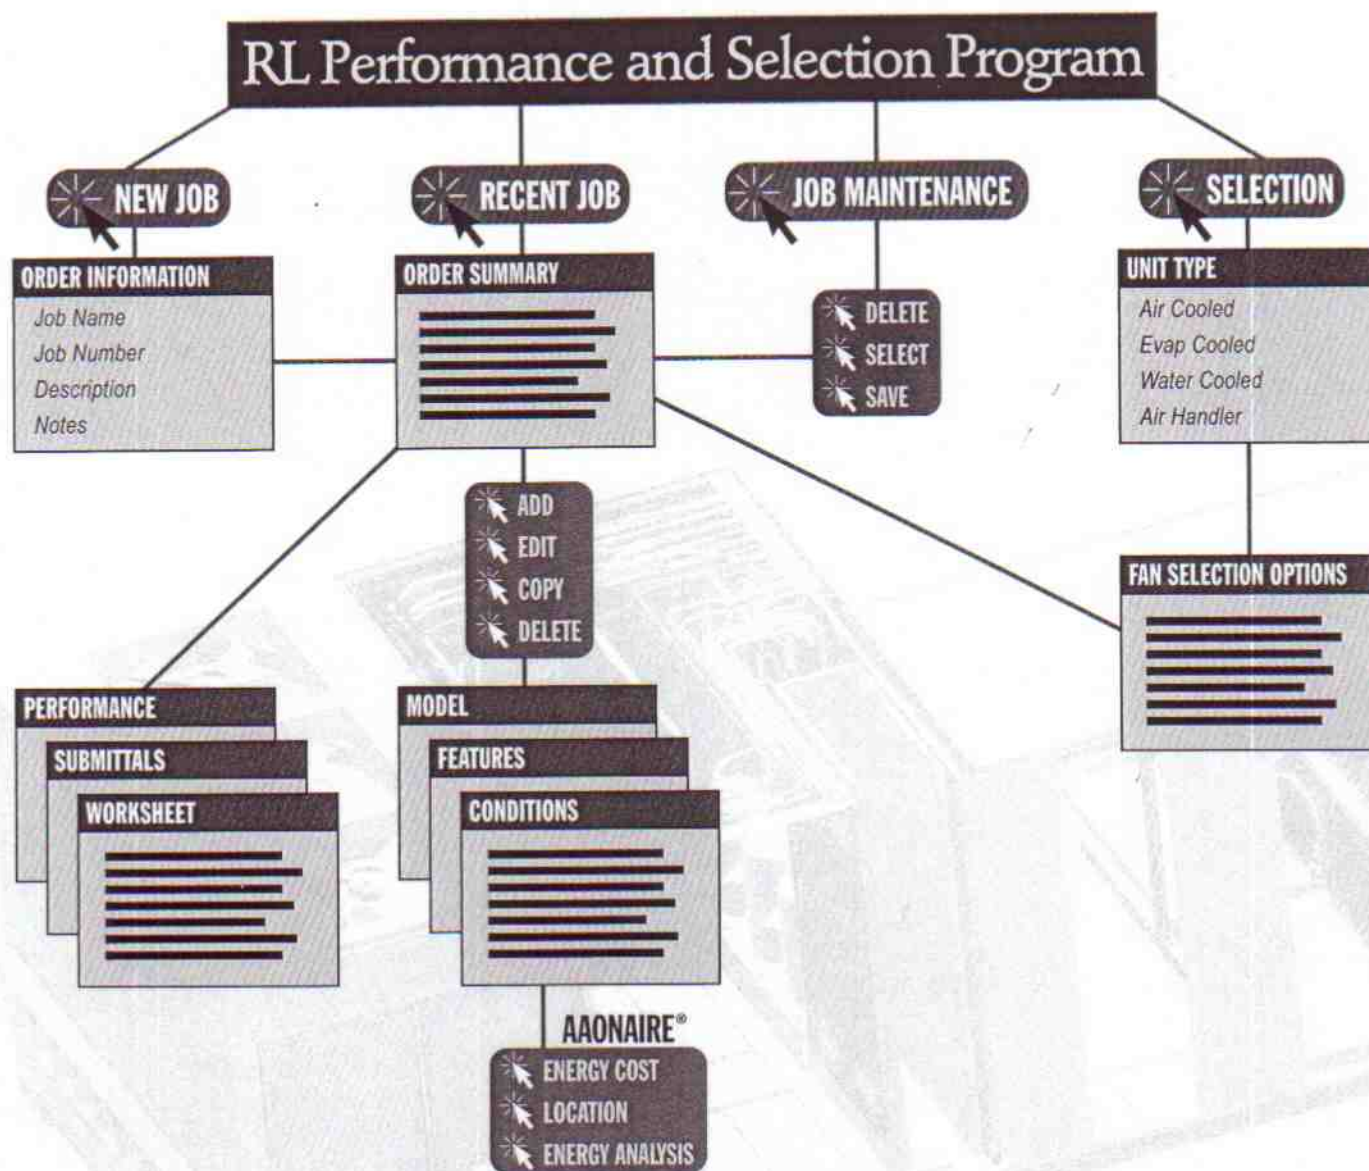 RL Performance and Selection Program
NEW JOB
RECENT JOB
JOB MAINTENANCE
SELECTION
ORDER INFORMATION
Job Name
Job Number
Description
Notes
ORDER SUMMARY
DELETE
SELECT
SAVE
UNIT TYPE
Air Cooled
Evap Cooled
Water Cooled
Air Handler
ADD
EDIT
COPY
DELETE
FAN SELECTION OPTIONS
PERFORMANCE
SUBMITTALS
WORKSHEET
MODEL
FEATURES
CONDITIONS
AAONAIRE®
ENERGY COST
LOCATION
ENERGY ANALYSIS